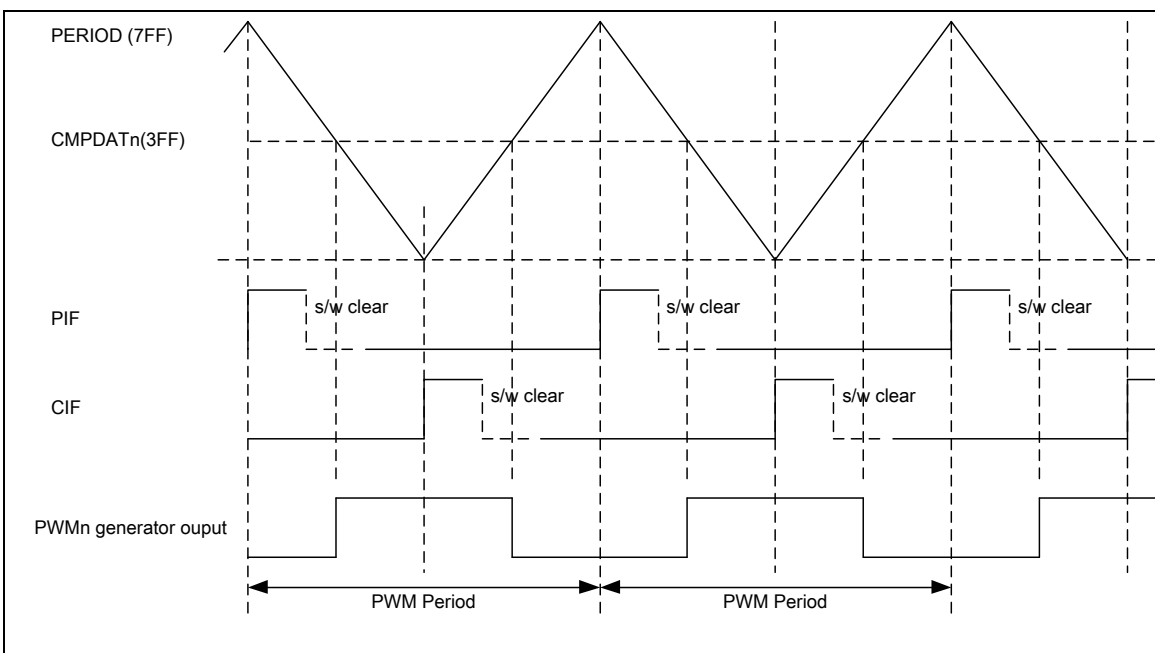 PERIOD (7FF)
CMPDATn(3FF)
PIF
s/w clear
s/w clear
s/w clear
CIF
s/w clear
s/w clear
PWMn generator ouput
PWM Period
PWM Period